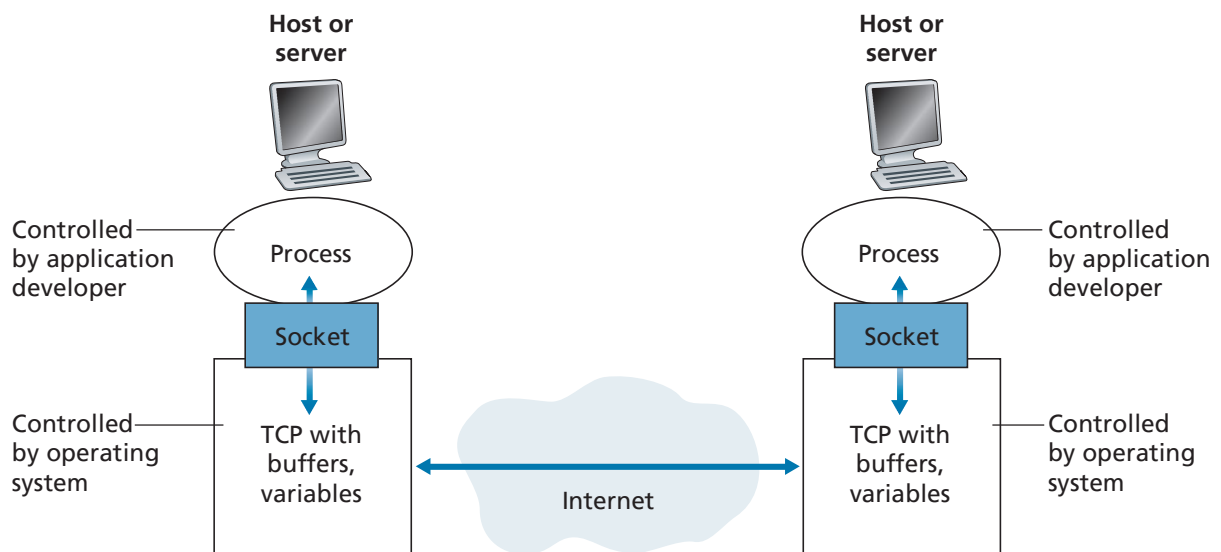 Host or
server
Host or
server
Controlled
by application
developer
Process
Process
Controlled
by application
developer
Socket
Socket
Controlled
by operating
system
TCP with
buffers,
variables
Internet
TCP with
buffers,
variables
Controlled
by operating
system